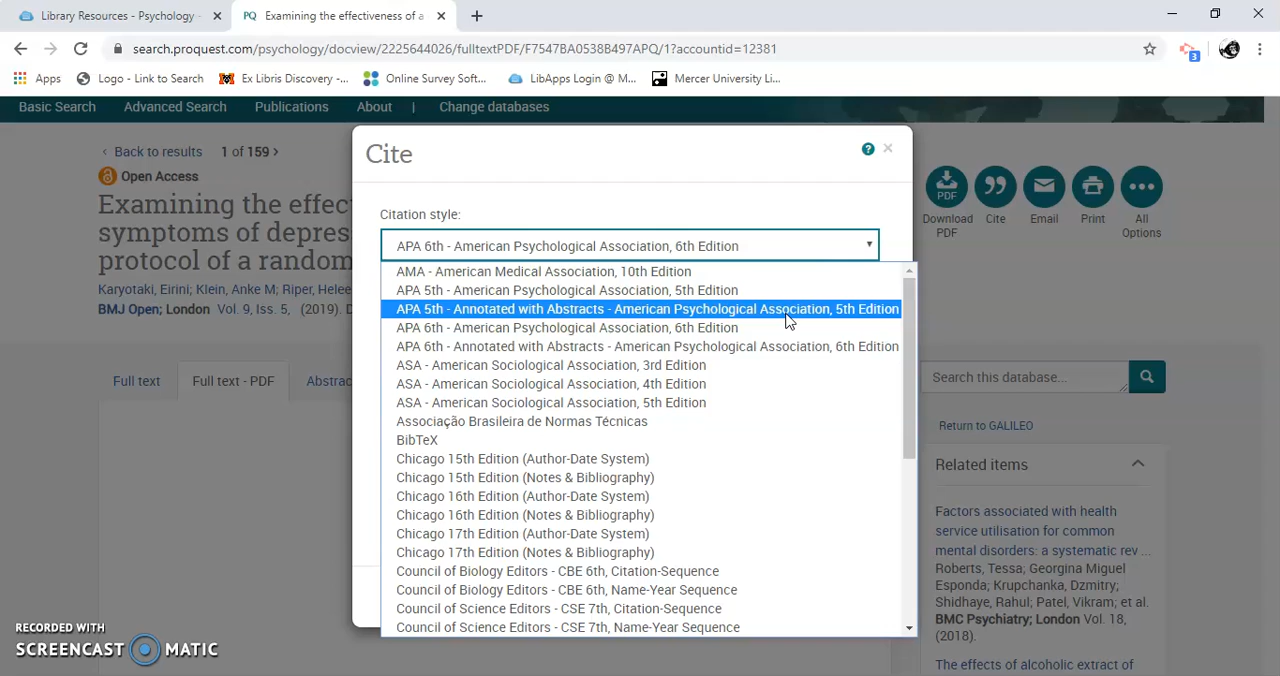 Library Resources - Psychology -
PQ Examining the effectiveness of a
search.proquest.com/psychology/docview/2225644026/fulltextPDF/F7547BA0538B497APQ/1?accountid=12381
3
Apps Logo - Link to Search Ex Libris Discovery -... Online Survey Soft... LibApps Login @ M... Mercer University Li...
Basic Search Advanced Search Publications About | Change databases
Back to results 1 of 159
Open Access
Examining the effec
symptoms of depres
protocol of a random
Karyotaki, Eirini; Klein, Anke M; Riper, Helee
BMJ Open; London Vol. 9, Iss. 5, (2019). D
Full text Full text - PDF Abstrac
Cite
?
Citation style:
APA 6th - American Psychological Association, 6th Edition
AMA - American Medical Association, 10th Edition
APA 5th - American Psychological Association, 5th Edition
APA 5th - Annotated with Abstracts - American Psychological Association, 5th Edition
APA 6th - American Psychological Association, 6th Edition
APA 6th - Annotated with Abstracts - American Psychological Association, 6th Edition
ASA - American Sociological Association, 3rd Edition
ASA - American Sociological Association, 4th Edition
ASA - American Sociological Association, 5th Edition
Associação Brasileira de Normas Técnicas
BibTeX
Chicago 15th Edition (Author-Date System)
Chicago 15th Edition (Notes & Bibliography)
Chicago 16th Edition (Author-Date System)
Chicago 16th Edition (Notes & Bibliography)
Chicago 17th Edition (Author-Date System)
Chicago 17th Edition (Notes & Bibliography)
Council of Biology Editors - CBE 6th, Citation-Sequence
Council of Biology Editors - CBE 6th, Name-Year Sequence
Council of Science Editors - CSE 7th, Citation-Sequence
Council of Science Editors - CSE 7th, Name-Year Sequence
PDF
Download PDF
Cite
Email
Print
All Options
Search this database...
Return to GALILEO
Related items
Factors associated with health
service utilisation for common
mental disorders: a systematic rev ...
Roberts, Tessa; Georgina Miguel
Esponda; Krupchanka, Dzmitry;
Shidhaye, Rahul; Patel, Vikram; et al.
BMC Psychiatry; London Vol. 18,
(2018).
The effects of alcoholic extract of
RECORDED WITH
SCREENCAST MATIC